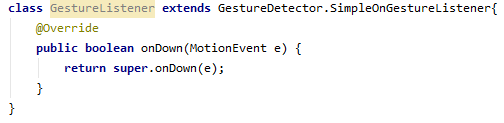 class GestureListener extends GestureDetector.SimpleOnGestureListener{
    @Override
    public boolean onDown(MotionEvent e) {
        return super.onDown(e);
    }
}